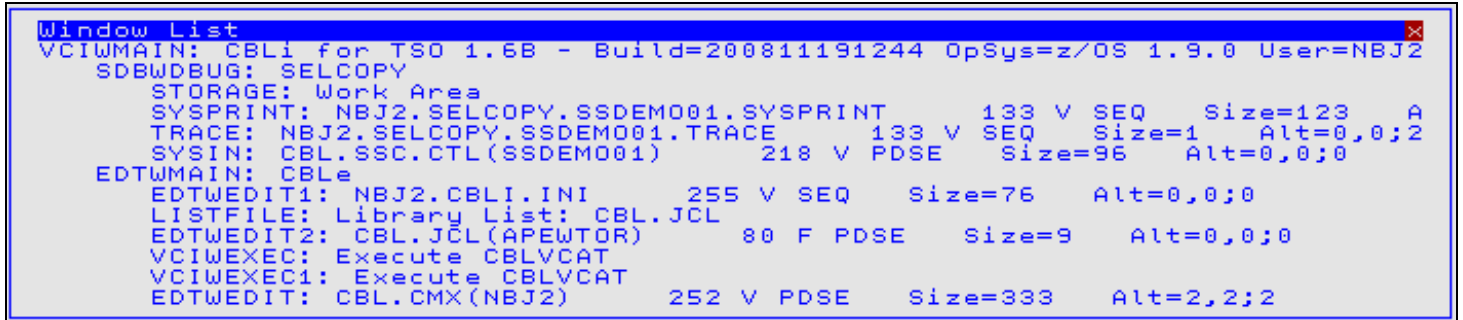 Window List
VCIWMAIN: CBLi for TSO 1.6B - Build=200811191244 OpSys=z/OS 1.9.0 User=NBJ2
SDBWDBUG: SELCOPY
STORAGE: Work Area
SYSPRINT: NBJ2.SELCOPY.SSDEMO01.SYSPRINT 133 V SEQ Size=123 A
TRACE: NBJ2.SELCOPY.SSDEMO01.TRACE 133 V SEQ Size=1 Alt=0,0;2
SYSIN: CBL.SSC.CTL(SSDEMO01) 218 V PDSE Size=96 Alt=0,0;0
EDTWMAIN: CBLe
EDTWEDIT1: NBJ2.CBLI.INI 255 V SEQ Size=76 Alt=0,0;0
LISTFILE: Library List: CBL.JCL
EDTWEDIT2: CBL.JCL(APEWTOR) 80 F PDSE Size=9 Alt=0,0;0
VCIWEXEC: Execute CBLVCAT
VCIWEXEC1: Execute CBLVCAT
EDTWEDIT: CBL.CMX(NBJ2) 252 V PDSE Size=333 Alt=2,2;2